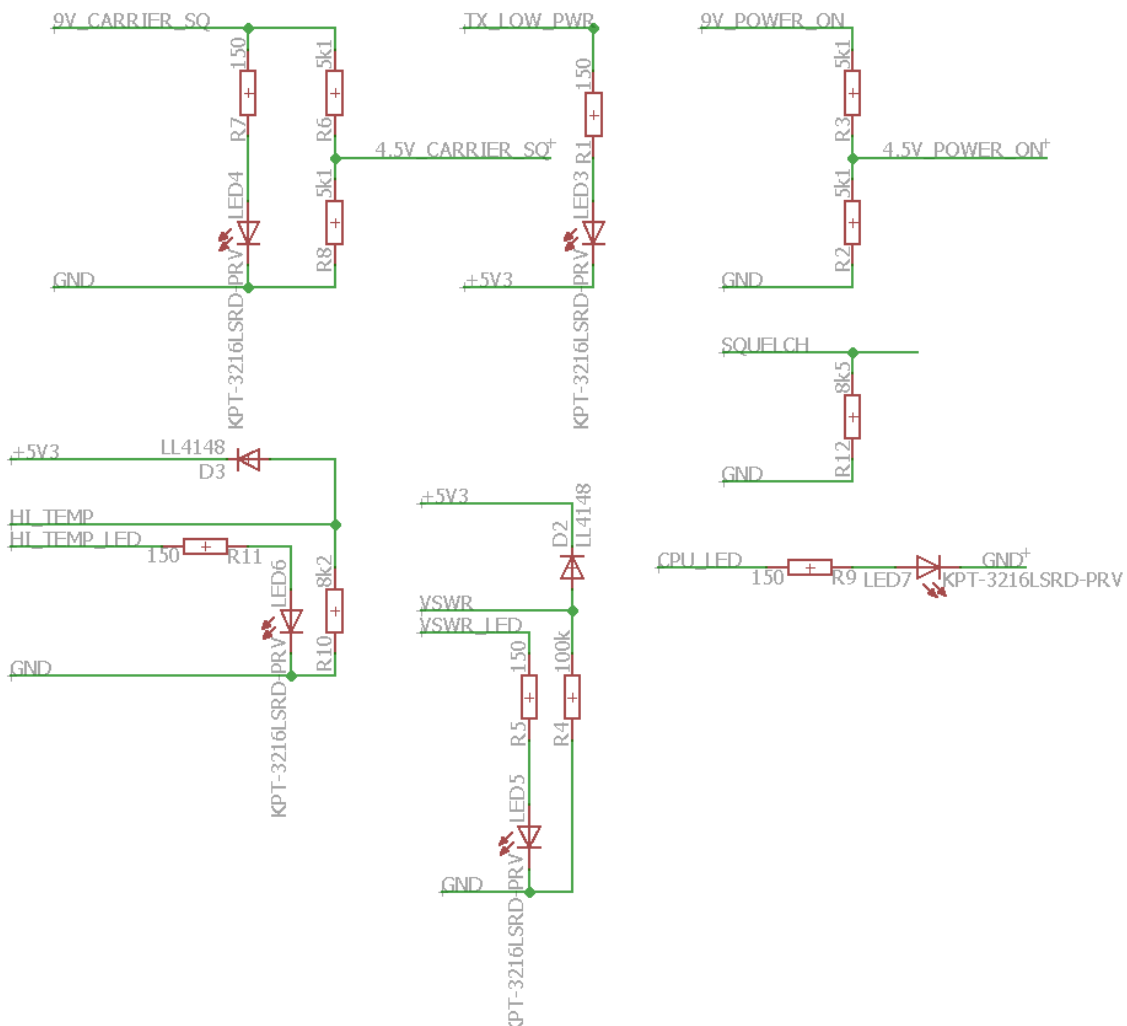 9V_CARRIER_SQ
150
R7
5k1
R6
4.5V_CARRIER_SQ
LED4
KPT-3216LSRD-PRV
5k1
R8
GND
TX_LOW_PWR
150
R1
LED3
KPT-3216LSRD-PRV
+5V3
9V_POWER_ON
5k1
R3
4.5V_POWER_ON
5k1
R2
GND
SQUELCH
8k5
R12
GND
+5V3
LL4148
D3
HI_TEMP
HI_TEMP_LED
150
R11
LED6
KPT-3216LSRD-PRV
8k2
R10
GND
+5V3
D2
LL4148
VSWR
VSWR_LED
150
R5
100k
R4
LED5
KPT-3216LSRD-PRV
GND
CPU_LED
150
R9
LED7
GND
KPT-3216LSRD-PRV